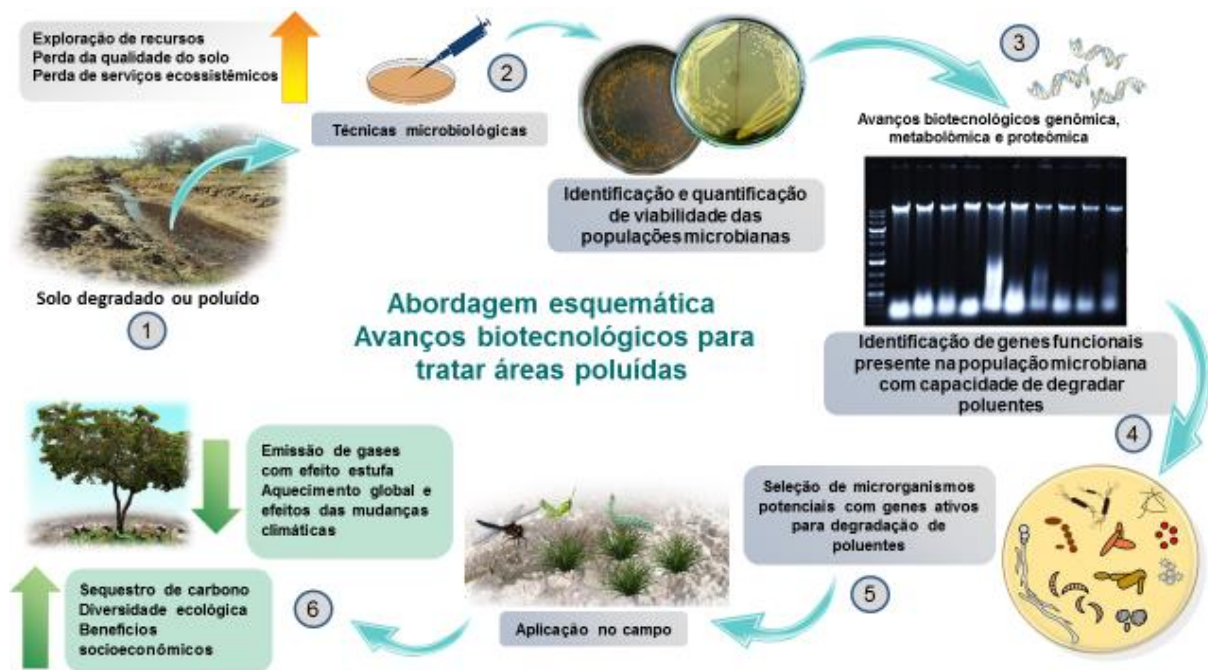 Exploração de recursos
Perda da qualidade do solo
Perda de serviços ecossistêmicos
Técnicas microbiológicas
2
3
Avanços biotecnológicos genômica,
metabolômica e proteômica
Identificação e quantificação
de viabilidade das
populações microbianas
Solo degradado ou poluído
1
Abordagem esquemática
Avanços biotecnológicos para
tratar áreas poluídas
Identificação de genes funcionais
presente na população microbiana
com capacidade de degradar
poluentes
4
Seleção de microrganismos
potenciais com genes ativos
para degradação de
poluentes
5
Aplicação no campo
6
Emissão de gases
com efeito estufa
Aquecimento global e
efeitos das mudanças
climáticas
Sequestro de carbono
Diversidade ecológica
Benefícios
socioeconômicos